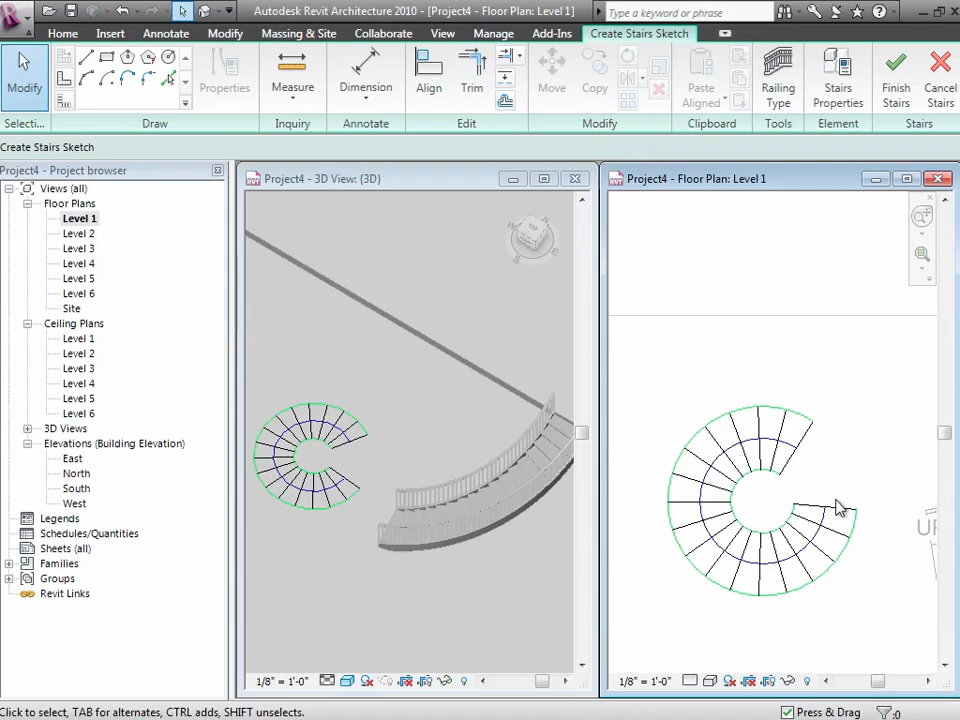 Autodesk Revit Architecture 2010 - [Project4 - Floor Plan: Level 1]
Type a keyword or phrase
Home Insert Annotate Modify Massing & Site Collaborate View Manage Add-Ins Create Stairs Sketch
Modify
Properties
Measure
Dimension
Align
Trim
Move
Copy
Paste Aligned
Railing Type
Stairs Properties
Finish Stairs
Cancel Stairs
Selecti... Draw Inquiry Annotate Edit Modify Clipboard Tools Element Stairs
Create Stairs Sketch
Project4 - Project browser
Views (all)
Floor Plans
Level 1
Level 2
Level 3
Level 4
Level 5
Level 6
Site
Ceiling Plans
Level 1
Level 2
Level 3
Level 4
Level 5
Level 6
3D Views
Elevations (Building Elevation)
East
North
South
West
Legends
Schedules/Quantities
Sheets (all)
Families
Groups
Revit Links
Project4 - 3D View: {3D}
TOP
N
W
E
S
1/8" = 1'-0"
Project4 - Floor Plan: Level 1
UP
1/8" = 1'-0"
Click to select, TAB for alternates, CTRL adds, SHIFT unselects.
Press & Drag
:0